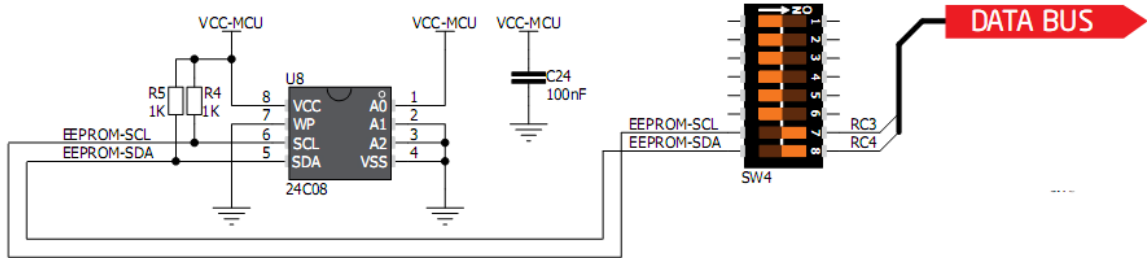 VCC-MCU
VCC-MCU
VCC-MCU
ON
DATA BUS
U8
R5
R4
1K
1K
C24
100nF
8 VCC A0 1
7 WP A1 2
6 SCL A2 3
5 SDA VSS 4
24C08
EEPROM-SCL
EEPROM-SDA
EEPROM-SCL
EEPROM-SDA
1
2
3
4
5
6
7
8
RC3
RC4
SW4